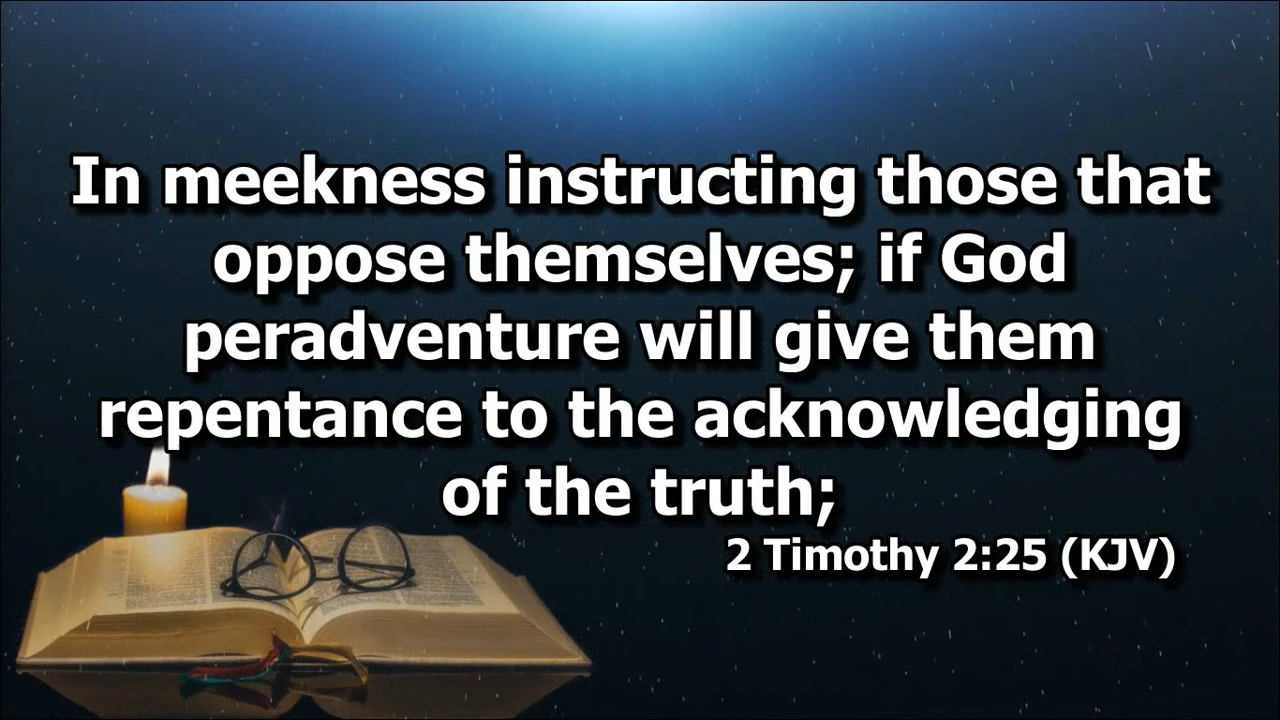 In meekness instructing those that
oppose themselves; if God
peradventure will give them
repentance to the acknowledging
of the truth;
2 Timothy 2:25 (KJV)